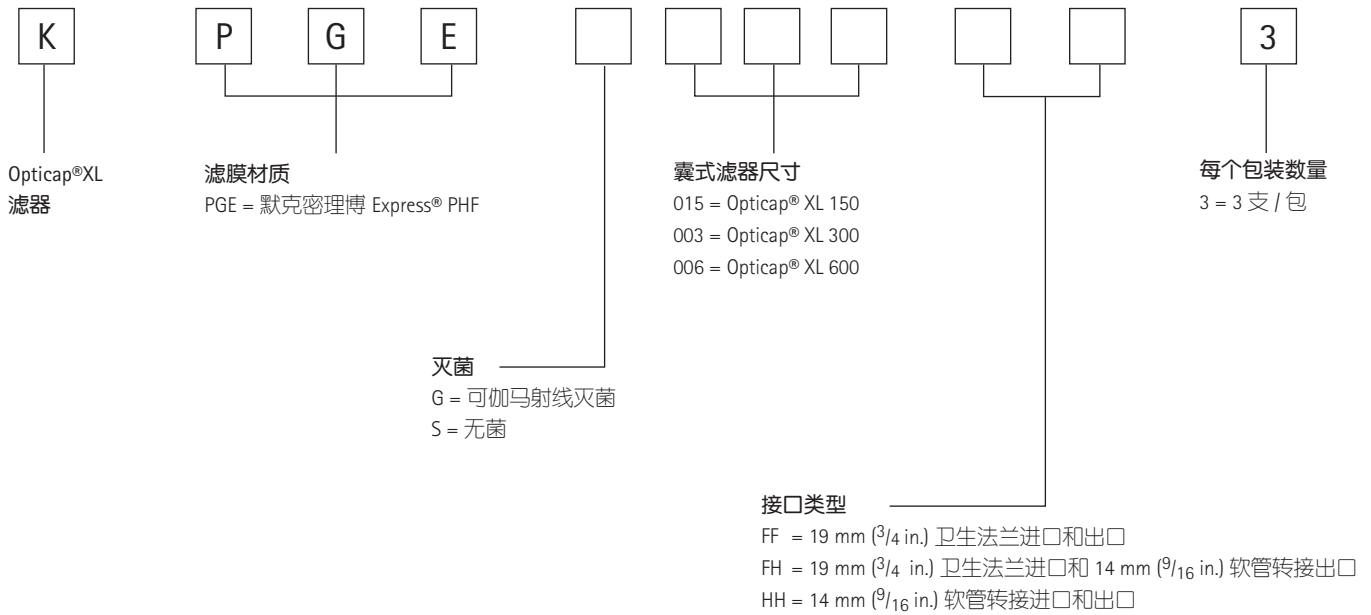 K P G E 3
Opticap®XL
滤器
滤膜材质
PGE = 默克密理博 Express® PHF
囊式滤器尺寸
015 = Opticap® XL 150
003 = Opticap® XL 300
006 = Opticap® XL 600
每个包装数量
3 = 3 支 / 包
灭菌
G = 可伽马射线灭菌
S = 无菌
接口类型
FF = 19 mm (3/4 in.) 卫生法兰进口和出口
FH = 19 mm (3/4 in.) 卫生法兰进口和 14 mm (9/16 in.) 软管转接出口
HH = 14 mm (9/16 in.) 软管转接进口和出口